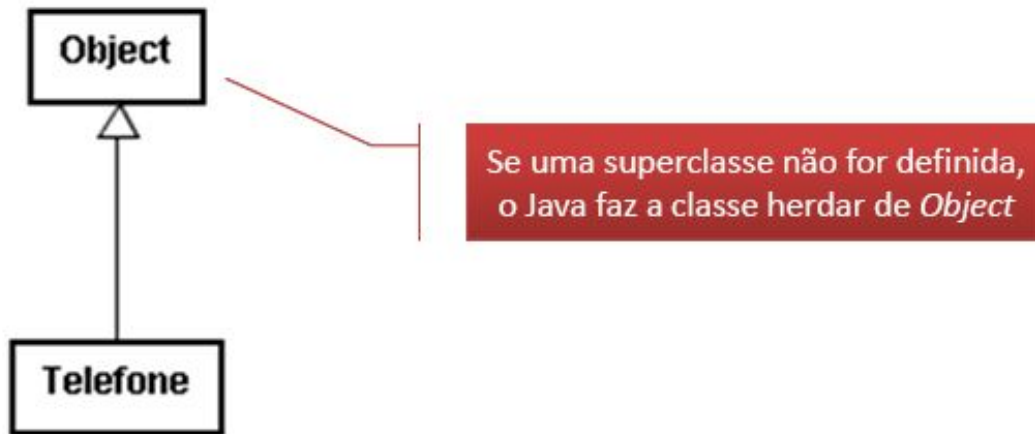 Object
Se uma superclasse não for definida,
o Java faz a classe herdar de Object
Telefone